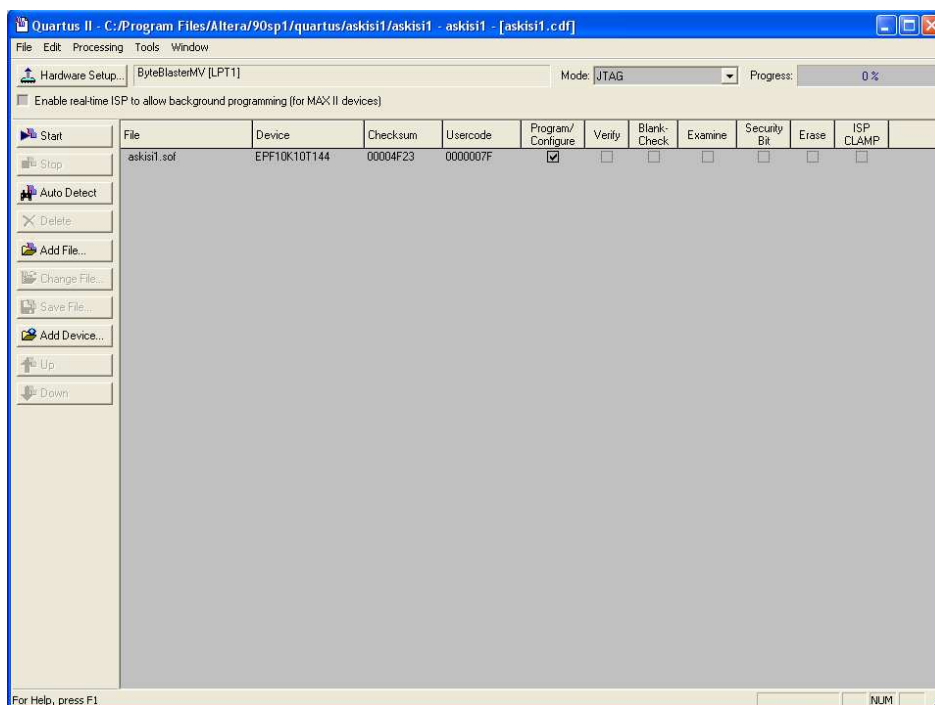 Quartus II - C:/Program Files/Altera/90sp1/quartus/askisi1/askisi1 - askisi1 - [askisi1.cdf]
File Edit Processing Tools Window
Hardware Setup... ByteBlasterMV [LPT1] Mode: JTAG Progress: 0 %
Enable real-time ISP to allow background programming (for MAX II devices)
Start
Stop
Auto Detect
Delete
Add File...
Change File...
Save File...
Add Device...
Up
Down
File Device Checksum Usercode Program/ Configure Verify Blank- Check Examine Security Bit Erase ISP CLAMP
askisi1.sof EPF10K10T144 00004F23 0000007F
For Help, press F1 NUM